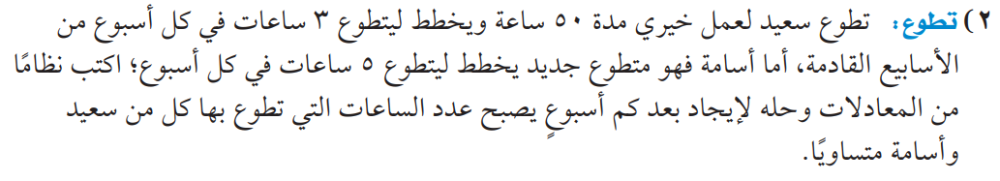 ٢) تطوع: تطوع سعيد لعمل خيري مدة ٥٠ ساعة ويخطط ليتطوع ٣ ساعات في كل أسبوع من
الأسابيع القادمة، أما أسامة فهو متطوع جديد يخطط ليتطوع ٥ ساعات في كل أسبوع؛ اكتب نظامًا
من المعادلات وحله لإيجاد بعد كم أسبوعٍ يصبح عدد الساعات التي تطوع بها كل من سعيد
وأسامة متساويًا.